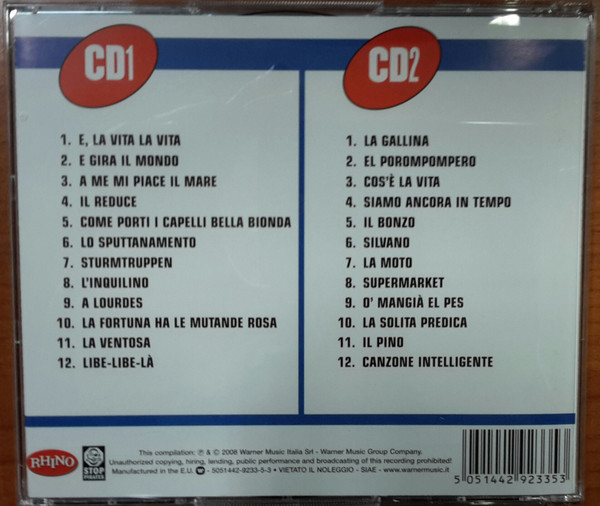 CD1
1. E, LA VITA LA VITA
2. E GIRA IL MONDO
3. A ME MI PIACE IL MARE
4. IL REDUCE
5. COME PORTI I CAPELLI BELLA BIONDA
6. LO SPUTTANAMENTO
7. STURMTRUPPEN
8. L'INQUILINO
9. A LOURDES
10. LA FORTUNA HA LE MUTANDE ROSA
11. LA VENTOSA
12. LIBE-LIBE-LÀ
CD2
1. LA GALLINA
2. EL POROMPOMPERO
3. COS'È LA VITA
4. SIAMO ANCORA IN TEMPO
5. IL BONZO
6. SILVANO
7. LA MOTO
8. SUPERMARKET
9. O' MANGIÀ EL PES
10. LA SOLITA PREDICA
11. IL PINO
12. CANZONE INTELLIGENTE
RHINO
STOP
PIRATES
This compilation: ℗ & © 2008 Warner Music Italia Srl - Warner Music Group Company.
Unauthorized copying, hiring, lending, public performance and broadcasting of this recording prohibited!
Manufactured in the E.U. - 5051442-9233-5-3 • VIETATO IL NOLEGGIO - SIAE - www.warnermusic.it
5 051442 923353